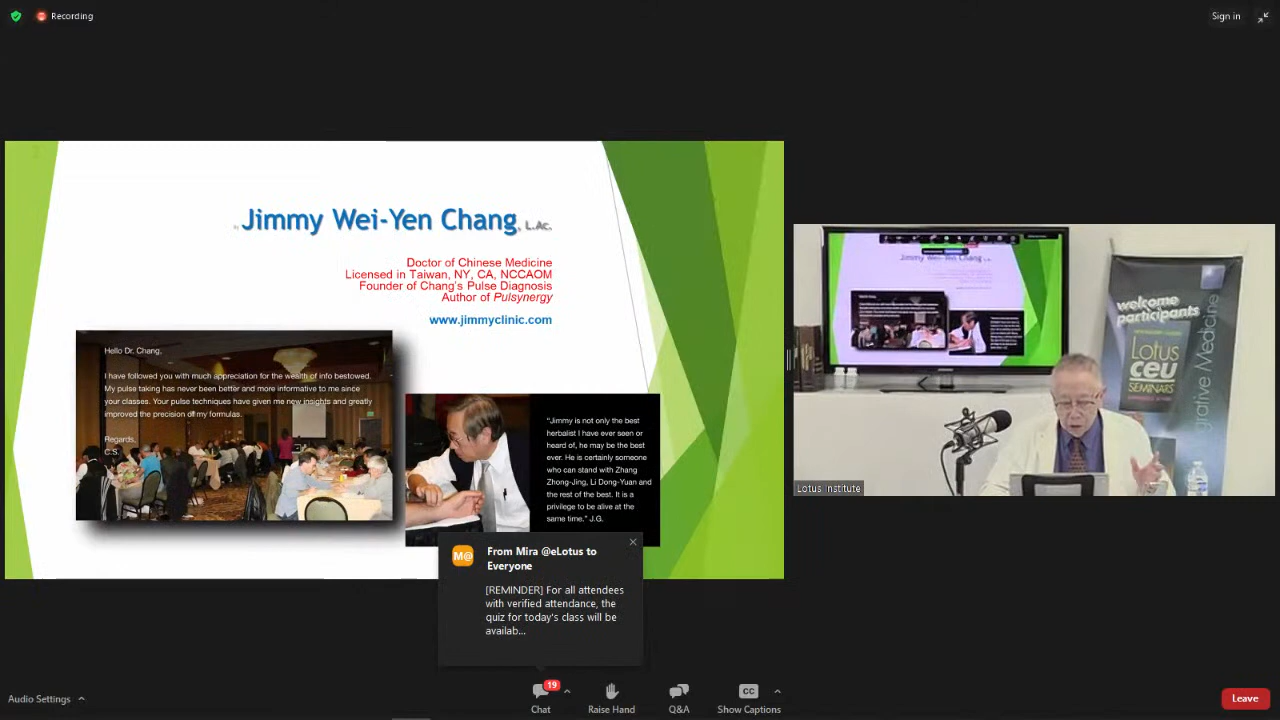 Recording
Sign in
by Jimmy Wei-Yen Chang, L.Ac.
Doctor of Chinese Medicine
Licensed in Taiwan, NY, CA, NCCAOM
Founder of Chang's Pulse Diagnosis
Author of Pulsynergy
www.jimmyclinic.com
Hello Dr. Chang,
I have followed you with much appreciation for the wealth of info bestowed.
My pulse taking has never been better and more informative to me since
your classes. Your pulse techniques have given me new insights and greatly
improved the precision of my formulas.
Regards,
C.S.
"Jimmy is not only the best
herbalist I have ever seen or
heard of, he may be the best
ever. He is certainly someone
who can stand with Zhang
Zhong-Jing, Li Dong-Yuan and
the rest of the best. It is a
privilege to be alive at the
same time." J.G.
Jimmy Wei-Yen Chang
welcome
participants
Lotus
ceu
SEMINARS
grative Medicine
Lotus Institute
M@
From Mira @eLotus to
Everyone
[REMINDER] For all attendees
with verified attendance, the
quiz for today's class will be
availab...
Audio Settings
19
Chat
Raise Hand
Q&A
CC
Show Captions
Leave